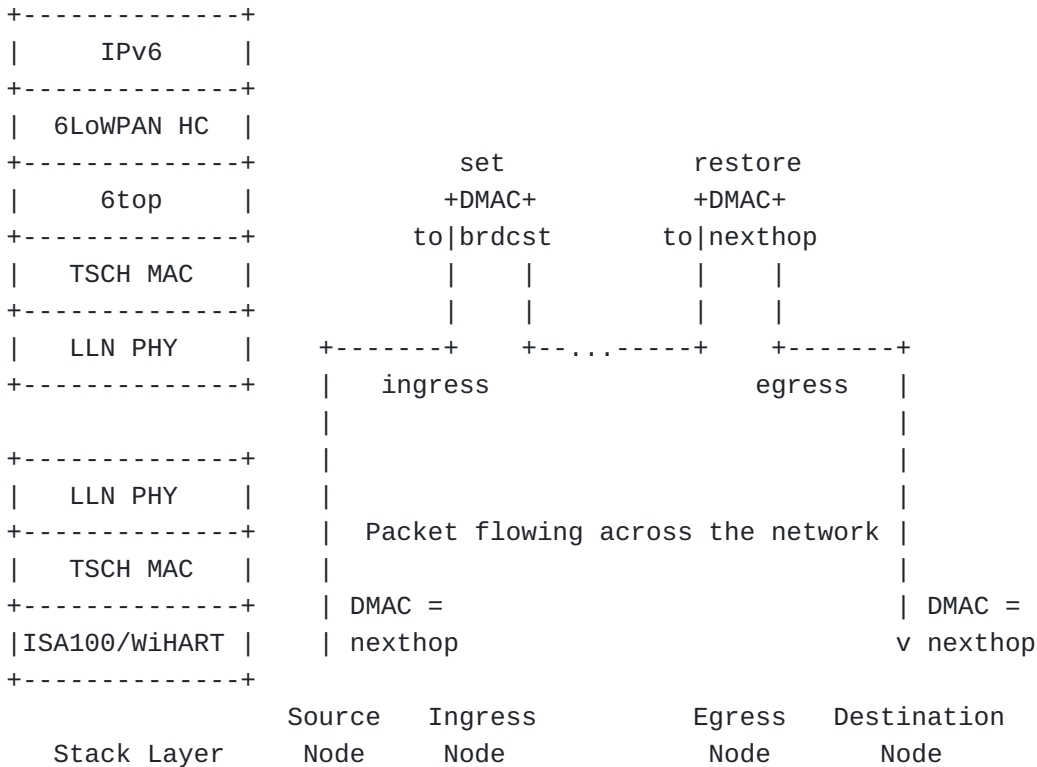 +--------------+
|     IPv6     |
+--------------+
|  6LoWPAN HC  |
+--------------+             set            restore
|     6top     |            +DMAC+          +DMAC+
+--------------+          to|brdcst       to|nexthop
|   TSCH MAC   |            |    |          |    |
+--------------+            |    |          |    |
|   LLN PHY    |    +-------+    +--...-----+    +-------+
+--------------+    |   ingress                 egress   |
                    |                                    |
+--------------+    |                                    |
|   LLN PHY    |    |                                    |
+--------------+    |  Packet flowing across the network |
|   TSCH MAC   |    |                                    |
+--------------+    | DMAC =                             | DMAC =
|ISA100/WiHART |    | nexthop                            v nexthop
+--------------+
                  Source   Ingress          Egress   Destination
   Stack Layer     Node     Node             Node       Node